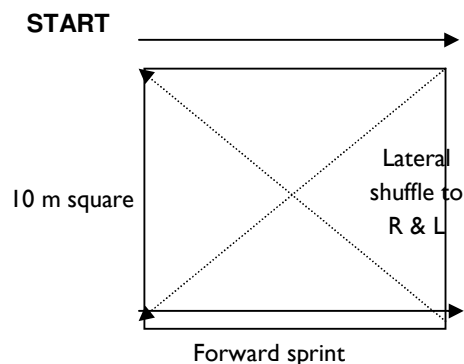 START
Lateral
shuffle to
R & L
10 m square
Forward sprint